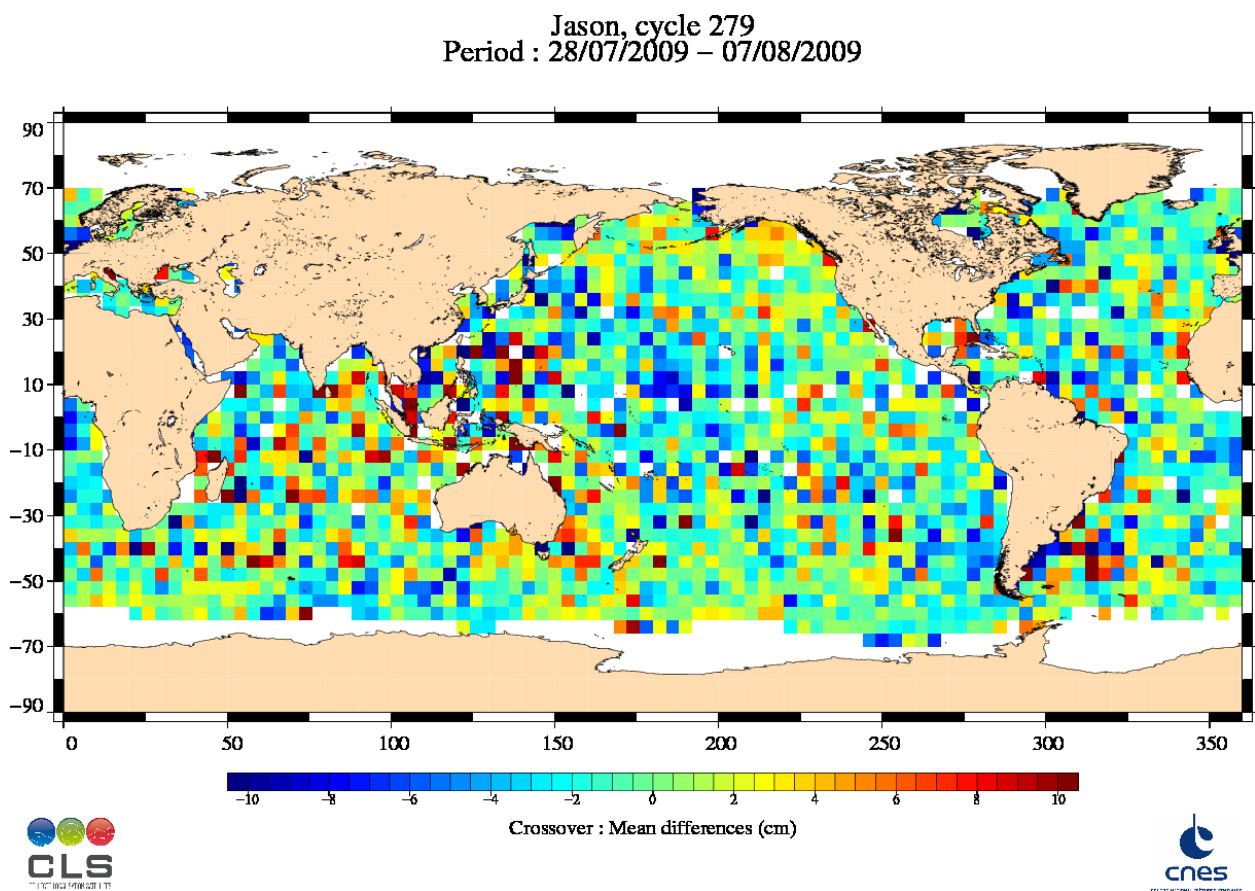 Jason, cycle 279
Period : 28/07/2009 – 07/08/2009
90
70
50
30
10
−10
−30
−50
−70
−90
0 50 100 150 200 250 300 350
−10 −8 −6 −4 −2 0 2 4 6 8 10
Crossover : Mean differences (cm)
CLS
cnes